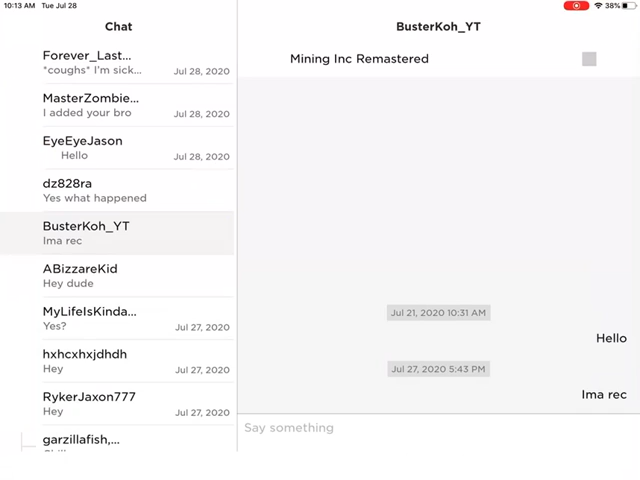 10:13 AM Tue Jul 28
38%
Chat
Forever_Last...
*coughs* I'm sick...
Jul 28, 2020
MasterZombie...
I added your bro
Jul 28, 2020
EyeEyeJason
Hello
Jul 28, 2020
dz828ra
Yes what happened
BusterKoh_YT
Ima rec
ABizzareKid
Hey dude
MyLifeIsKinda...
Yes?
Jul 27, 2020
hxhcxhxjdhdh
Hey
Jul 27, 2020
RykerJaxon777
Hey
Jul 27, 2020
garzillafish,...
BusterKoh_YT
Mining Inc Remastered
Jul 21, 2020 10:31 AM
Hello
Jul 27, 2020 5:43 PM
Ima rec
Say something